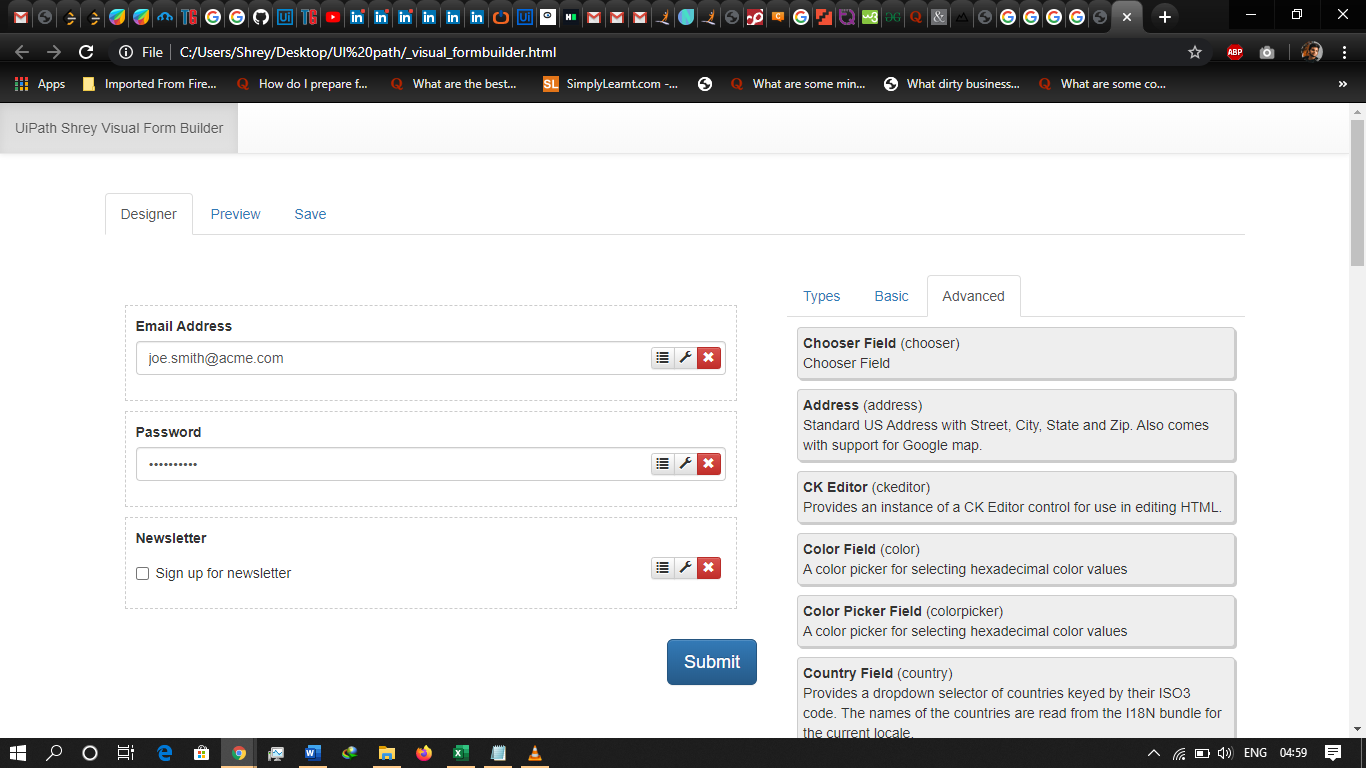 File
C:/Users/Shrey/Desktop/UI%20path/_visual_formbuilder.html
ABP
Apps
Imported From Fire...
How do I prepare f...
What are the best...
SL
SimplyLearnt.com -...
What are some min...
What dirty business...
What are some co...
»
UiPath Shrey Visual Form Builder
Designer
Preview
Save
Types
Basic
Advanced
Email Address
joe.smith@acme.com
Password
••••••••••
Newsletter
Sign up for newsletter
Submit
Chooser Field (chooser)
Chooser Field
Address (address)
Standard US Address with Street, City, State and Zip. Also comes
with support for Google map.
CK Editor (ckeditor)
Provides an instance of a CK Editor control for use in editing HTML.
Color Field (color)
A color picker for selecting hexadecimal color values
Color Picker Field (colorpicker)
A color picker for selecting hexadecimal color values
Country Field (country)
Provides a dropdown selector of countries keyed by their ISO3
code. The names of the countries are read from the I18N bundle for
the current locale.
ENG
04:59